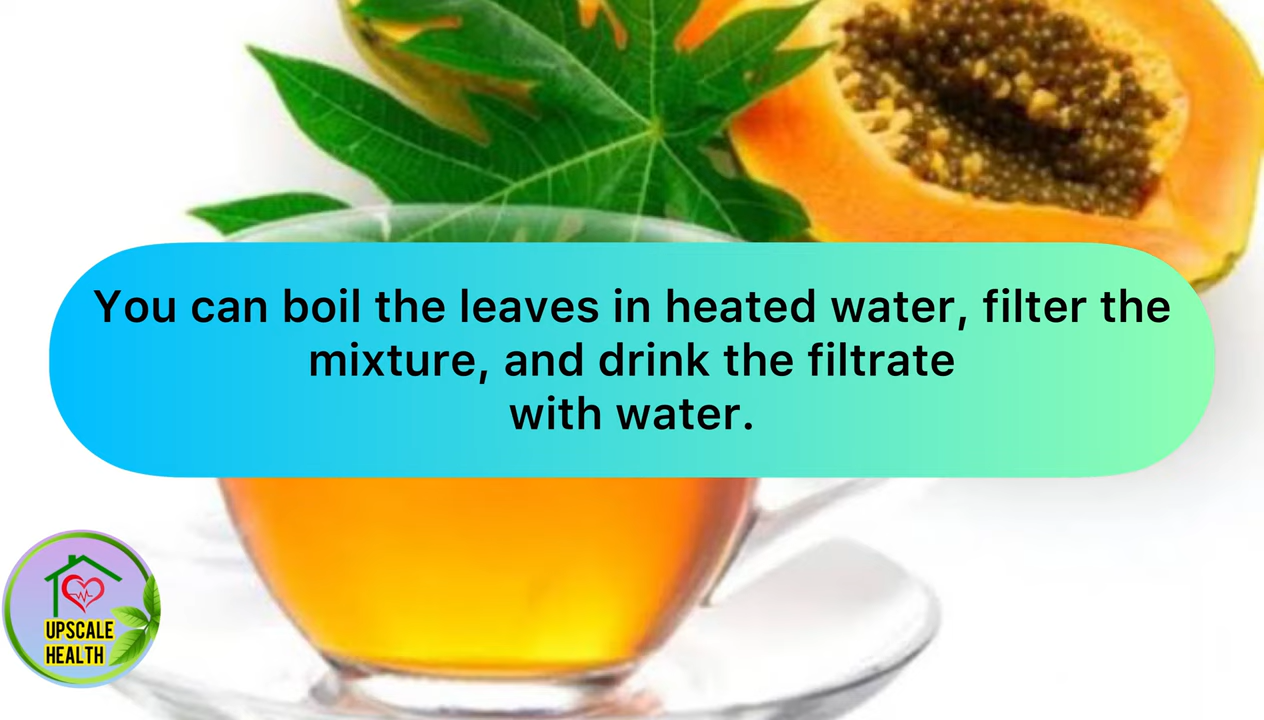 You can boil the leaves in heated water, filter the
mixture, and drink the filtrate
with water.
UPSCALE
HEALTH